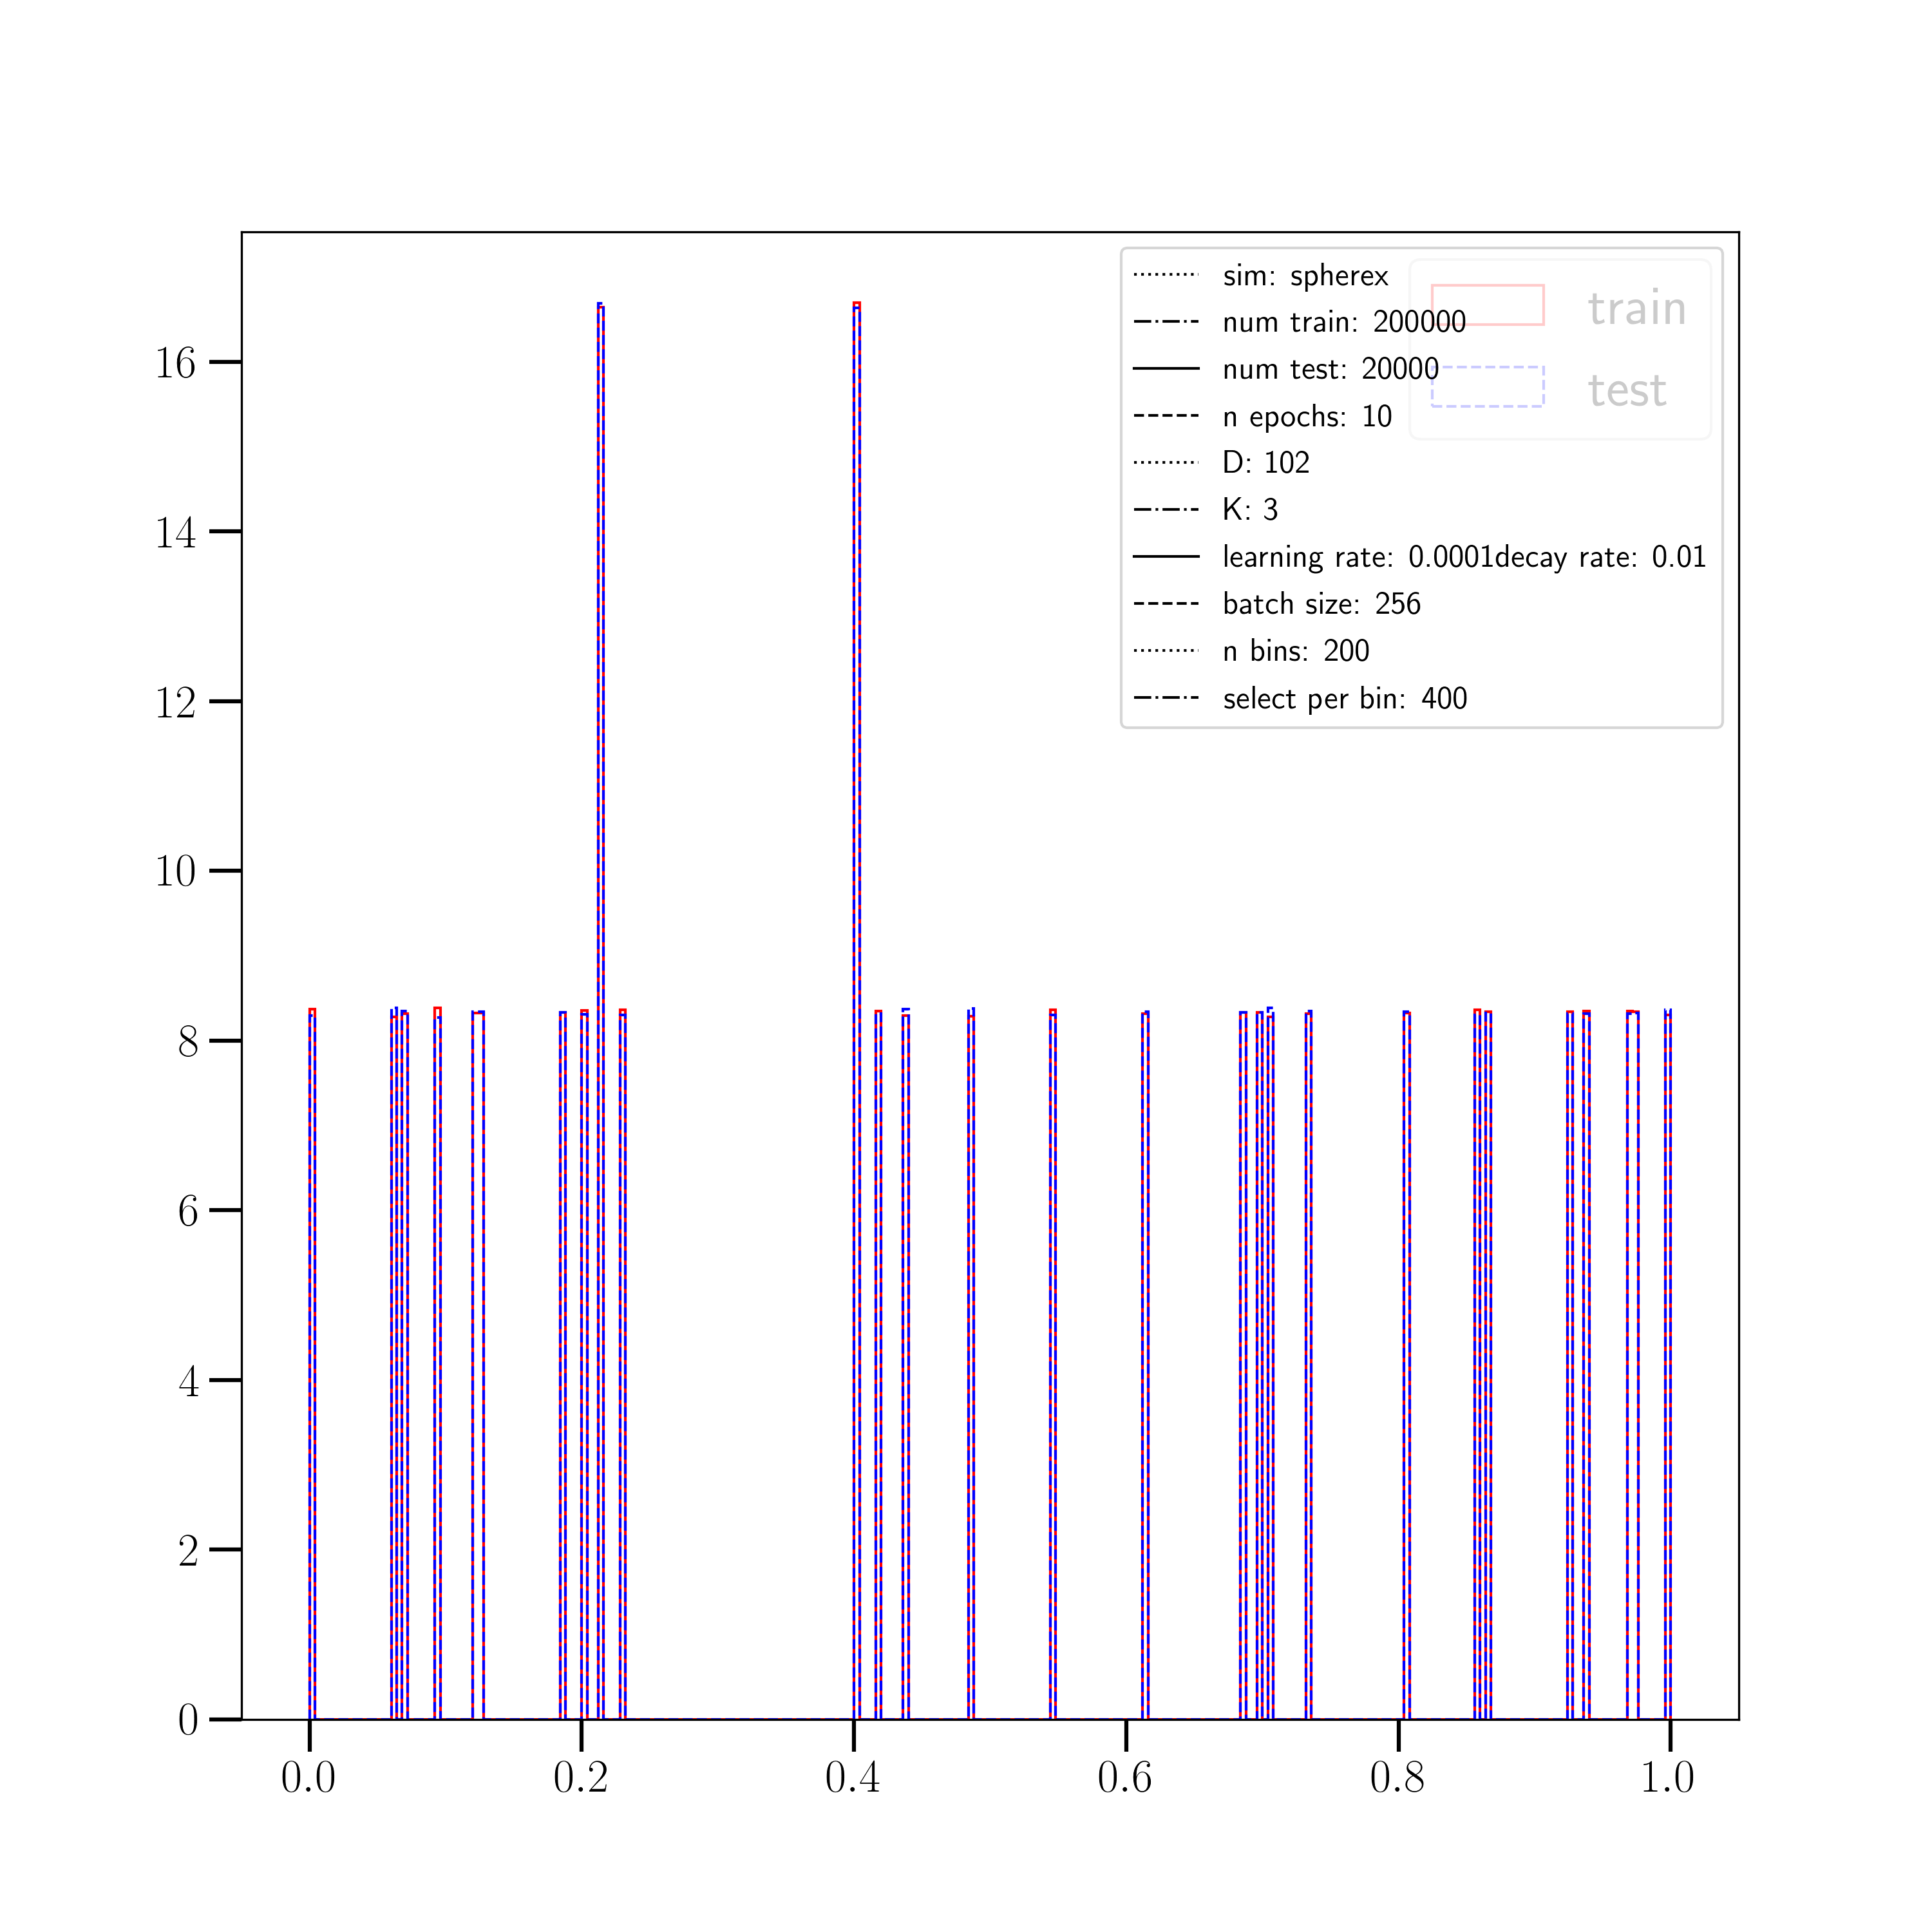 sim: spherex
num train: 200000
num test: 20000
n epochs: 10
D: 102
K: 3
learning rate: 0.0001decay rate: 0.01
batch size: 256
n bins: 200
select per bin: 400
train
test
16
14
12
10
8
6
4
2
0
0.0 0.2 0.4 0.6 0.8 1.0